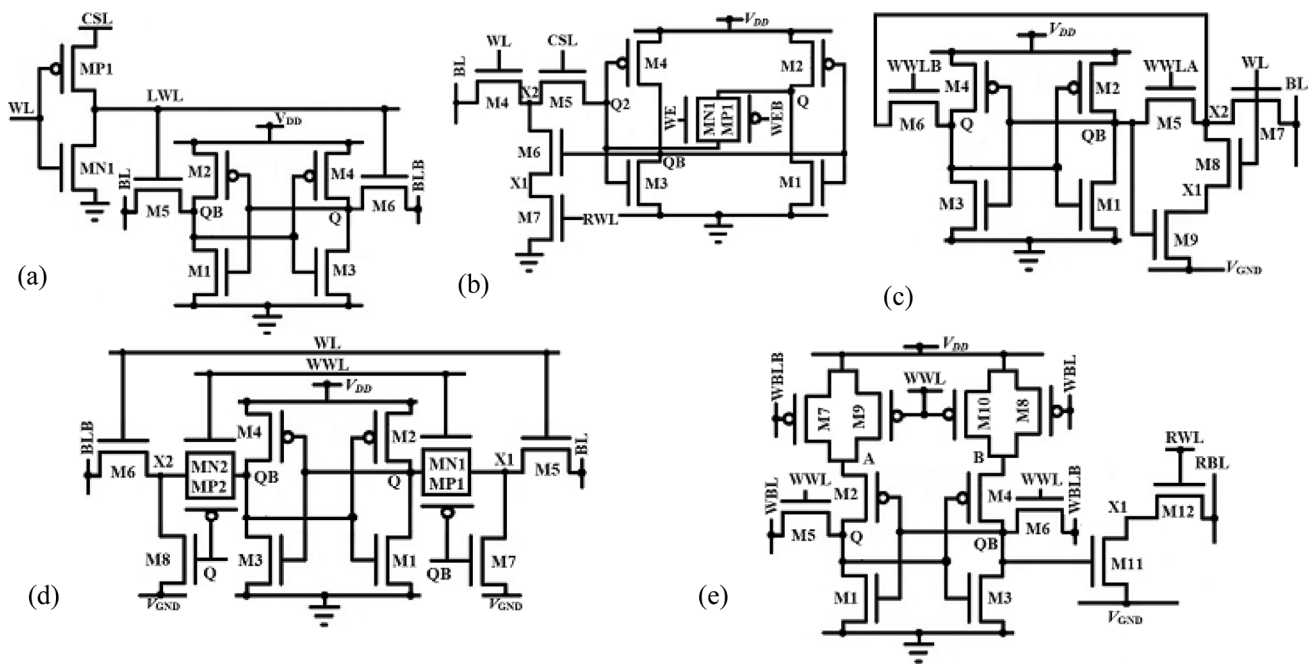 CSL
MP1
WL
LWL
MN1
VDD
BL
M5
M2
M4
QB
Q
M6
BLB
M1
M3
(a)
VDD
WL
CSL
BL
M4
X2
M5
Q2
M4
M2
Q
WE
MN1
MP1
WEB
M6
QB
X1
M3
M1
M7
RWL
(b)
VDD
WWLB
M4
M2
WWLA
WL
BL
M6
Q
QB
M5
X2
M7
M8
X1
M3
M1
M9
VGND
(c)
WL
WWL
VDD
BLB
M6
X2
MN2
MP2
M4
QB
M2
Q
MN1
MP1
X1
M5
BL
M8
Q
M3
M1
QB
M7
VGND
VGND
(d)
VDD
WBLB
M7
M9
WWL
M10
M8
WBL
A
B
WBL
WWL
M5
M2
Q
M4
WWL
M6
WBLB
QB
RWL
RBL
X1
M12
M11
M1
M3
VGND
(e)